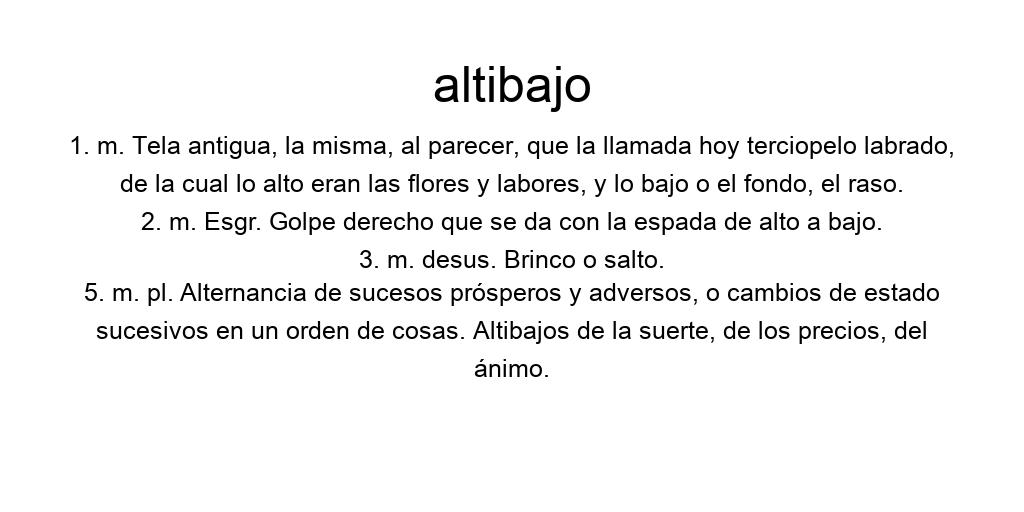 altibajo
1. m. Tela antigua, la misma, al parecer, que la llamada hoy terciopelo labrado,
de la cual lo alto eran las flores y labores, y lo bajo o el fondo, el raso.
2. m. Esgr. Golpe derecho que se da con la espada de alto a bajo.
3. m. desus. Brinco o salto.
5. m. pl. Alternancia de sucesos prósperos y adversos, o cambios de estado
sucesivos en un orden de cosas. Altibajos de la suerte, de los precios, del
ánimo.